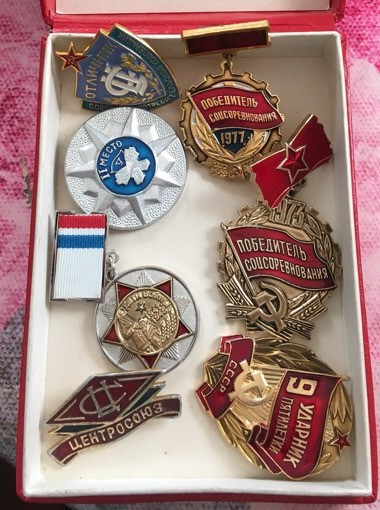 ОТЛИЧНИК
ПОБЕДИТЕЛЬ
СОЦСОРЕВНОВАНИЯ
1977
II МЕСТО
1973
ПОБЕДИТЕЛЬ
СОЦСОРЕВНОВАНИЯ
ЦЕНТРОСОЮЗ
СССР
9
УДАРНИК
ПЯТИЛЕТКИ